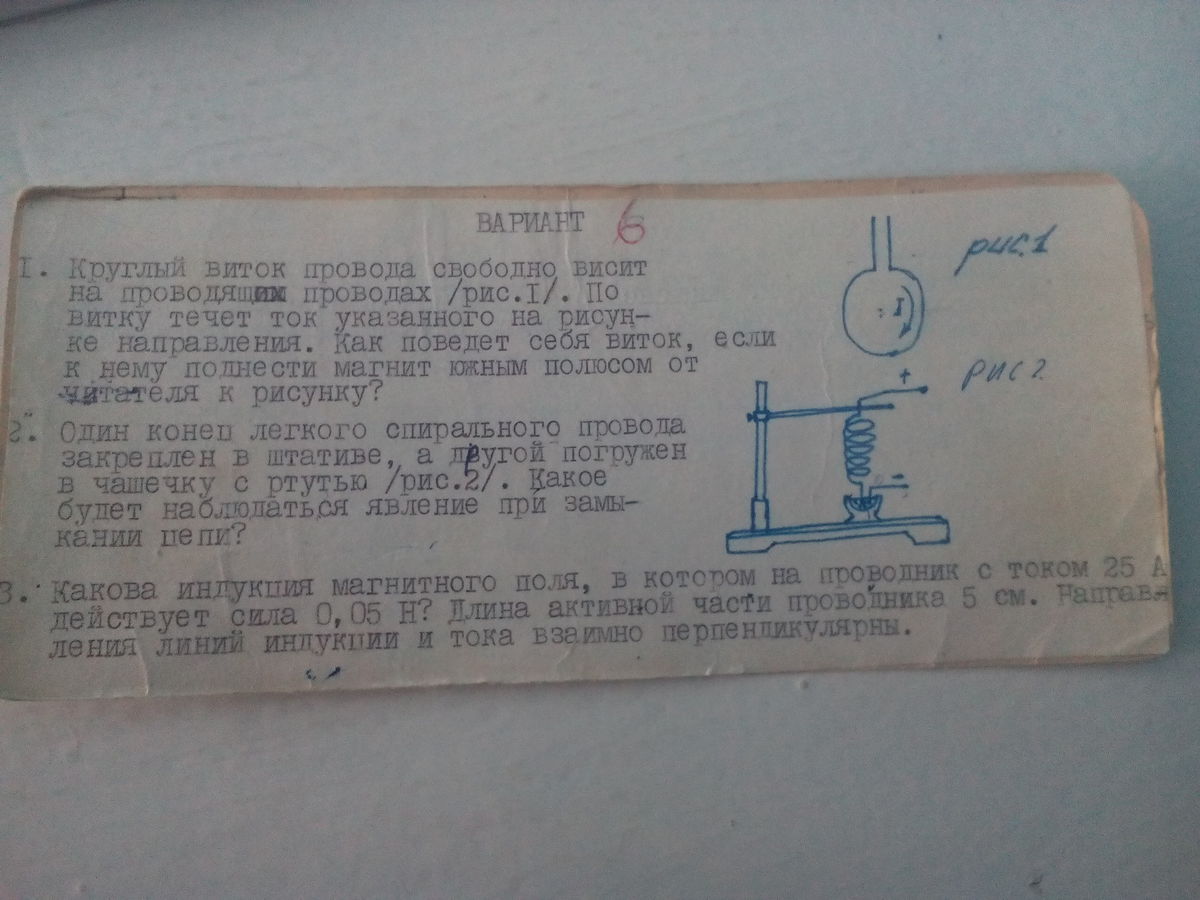 ВАРИАНТ 6
рис.1
I. Круглый виток провода свободно висит
на проводящих проводах /рис.I/. По
витку течет ток указанного на рисун-
ке направления. Как поведет себя виток, если
к нему поднести магнит южным полюсом от
читателя к рисунку?
I
рис 2
+
-
2. Один конец легкого спирального провода
закреплен в штативе, а другой погружен
в чашечку с ртутью /рис.2/. Какое
будет наблюдаться явление при замы-
кании цепи?
3. Какова индукция магнитного поля, в котором на проводник с током 25 А
действует сила 0,05 Н? Длина активной части проводника 5 см. Направ-
ления линий индукции и тока взаимно перпендикулярны.